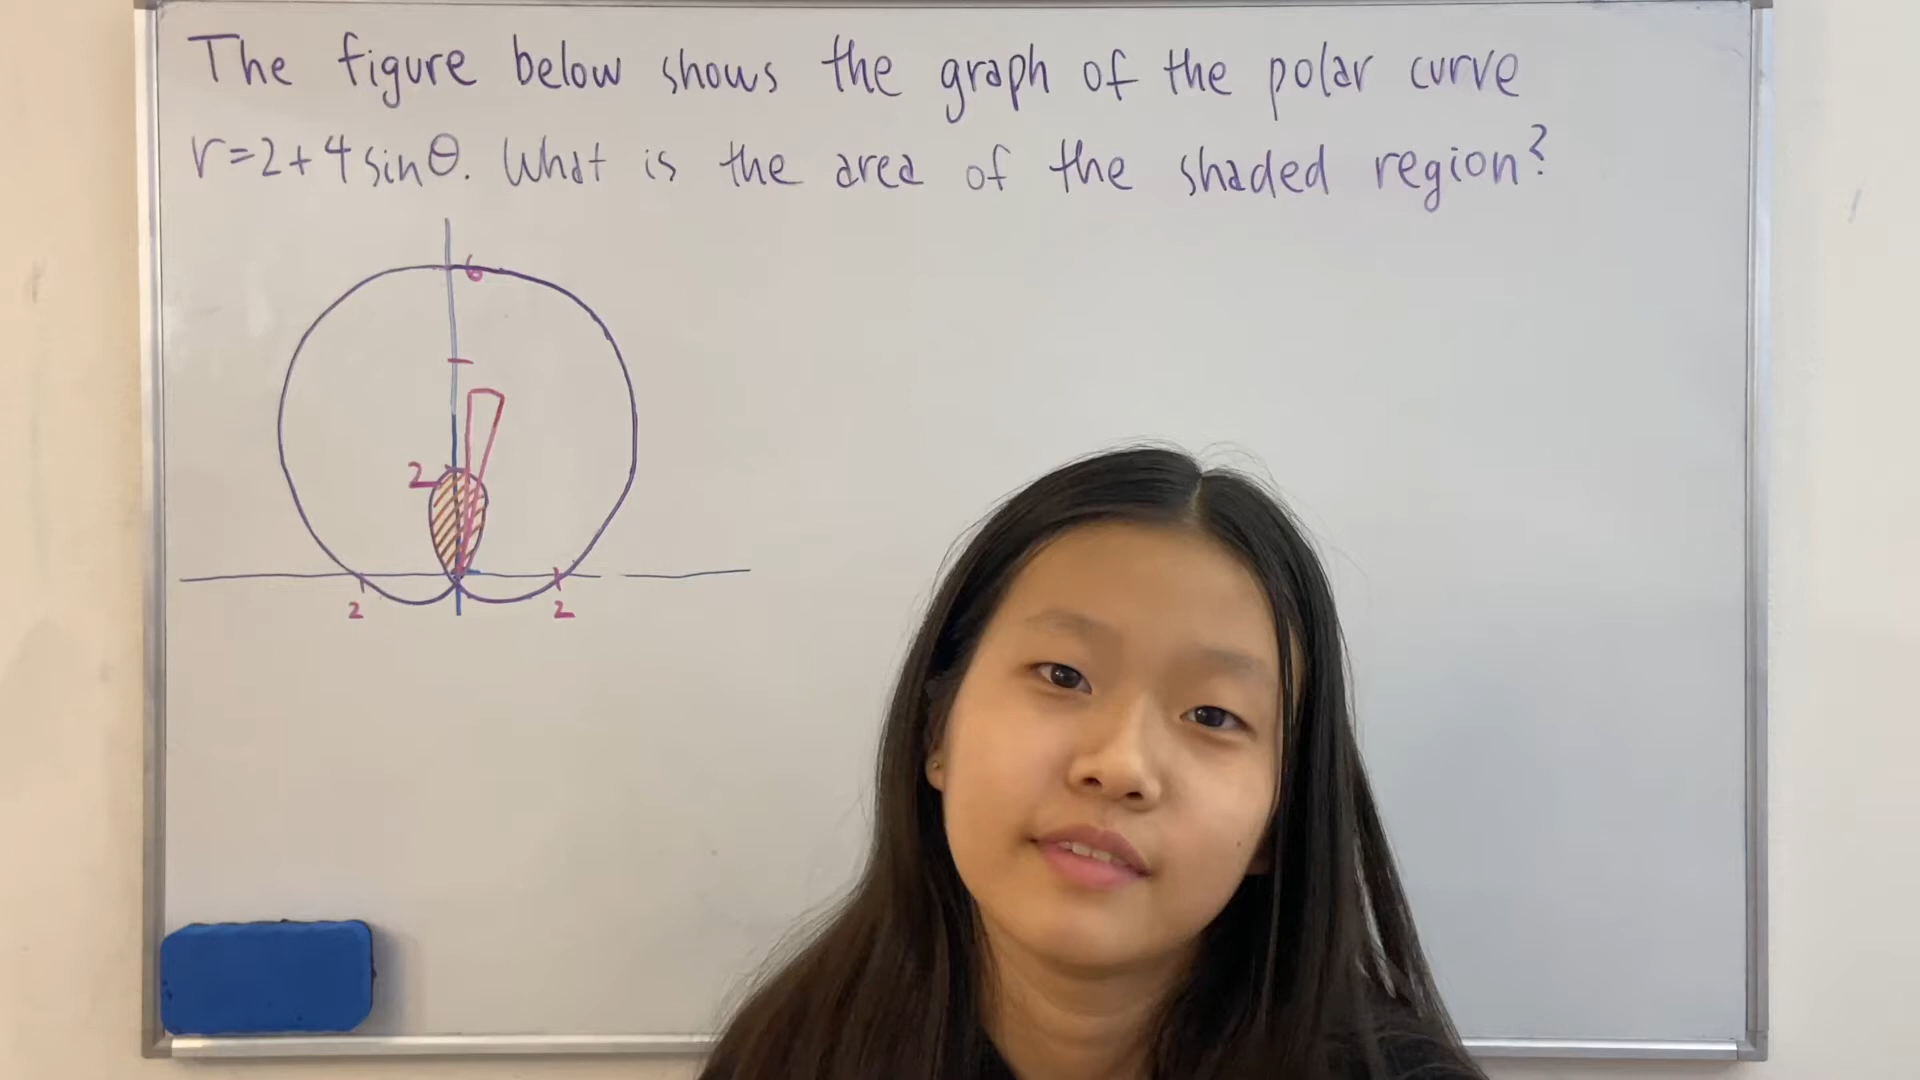 The figure below shows the graph of the polar curve
r=2+4sinθ. What is the area of the shaded region?
6
2
2 2